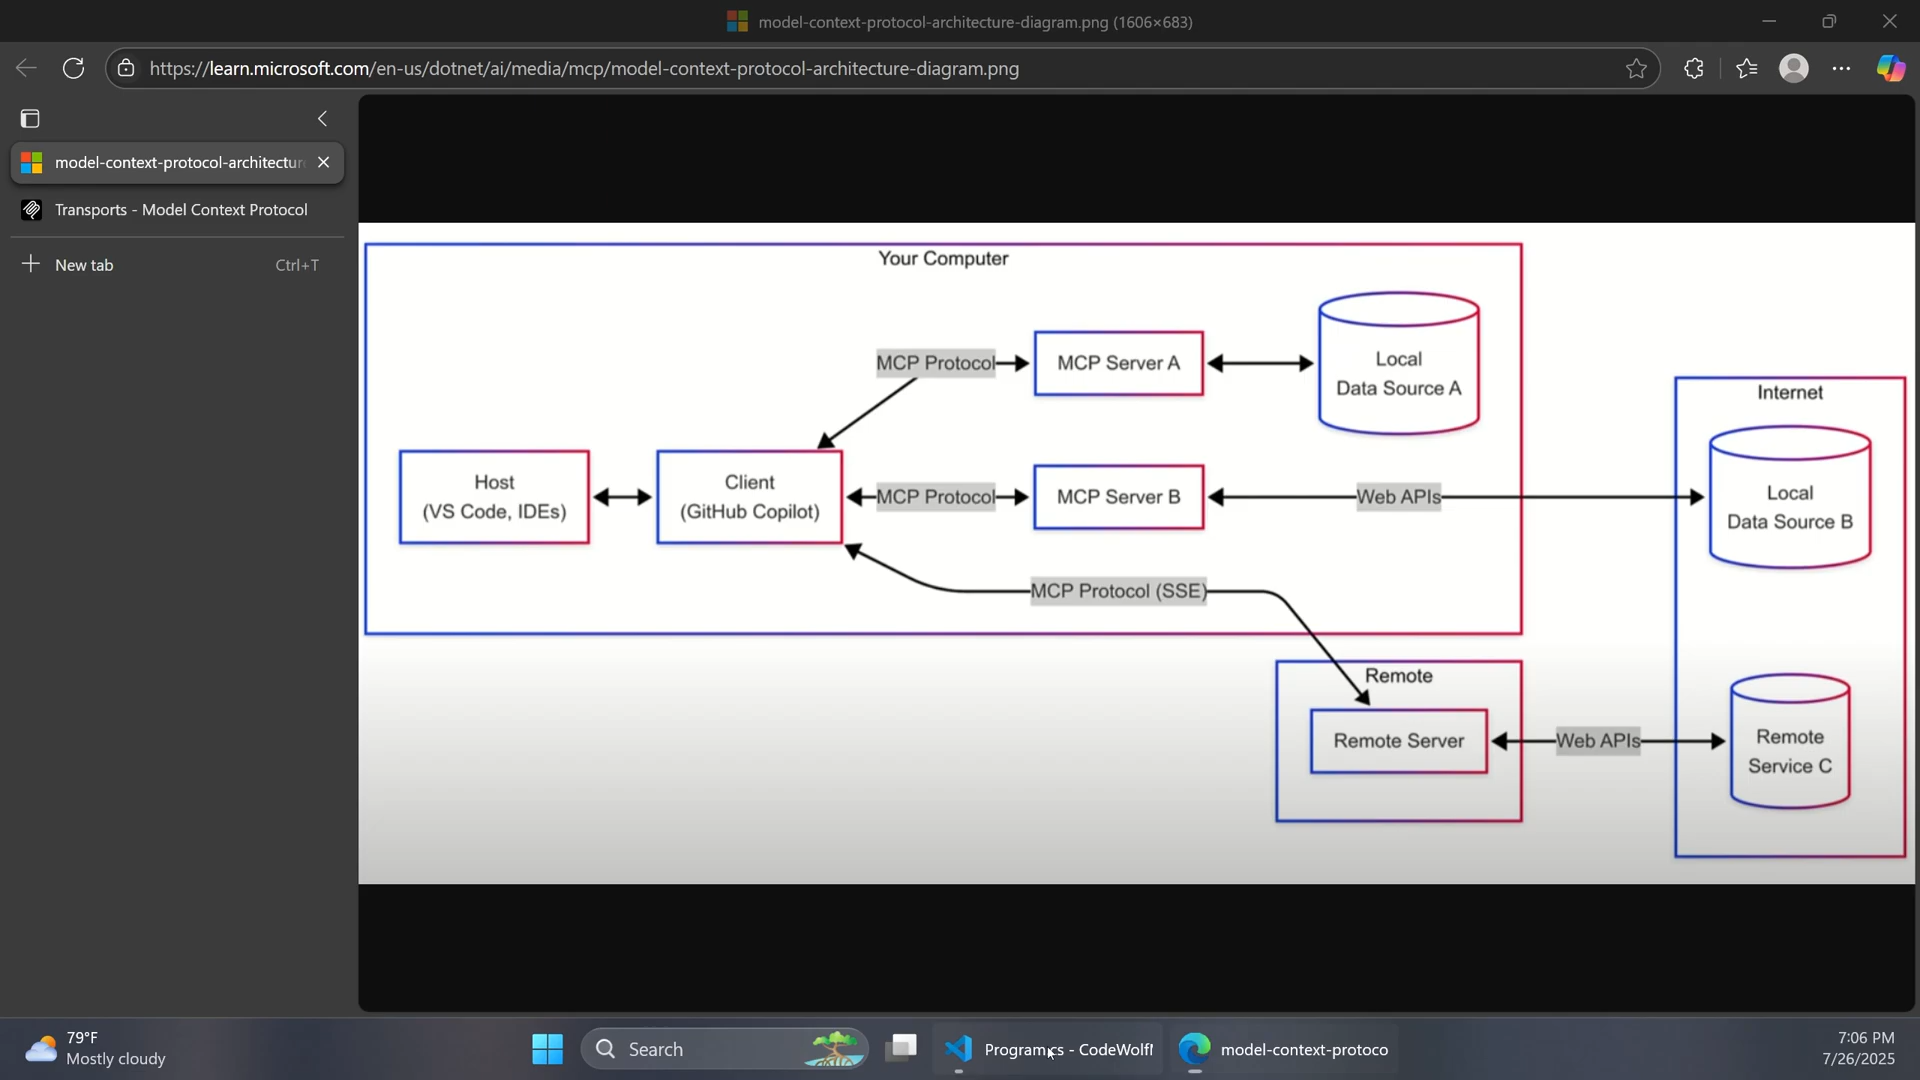 model-context-protocol-architecture-diagram.png (1606×683)
https://learn.microsoft.com/en-us/dotnet/ai/media/mcp/model-context-protocol-architecture-diagram.png
model-context-protocol-architectur
Transports - Model Context Protocol
New tab Ctrl+T
Your Computer
MCP Protocol
MCP Server A
Local
Data Source A
Internet
Host
(VS Code, IDEs)
Client
(GitHub Copilot)
MCP Protocol
MCP Server B
Web APIs
Local
Data Source B
MCP Protocol (SSE)
Remote
Remote Server
Web APIs
Remote
Service C
79°F
Mostly cloudy
Search
Program.cs - CodeWolf
model-context-protoco
7:06 PM
7/26/2025